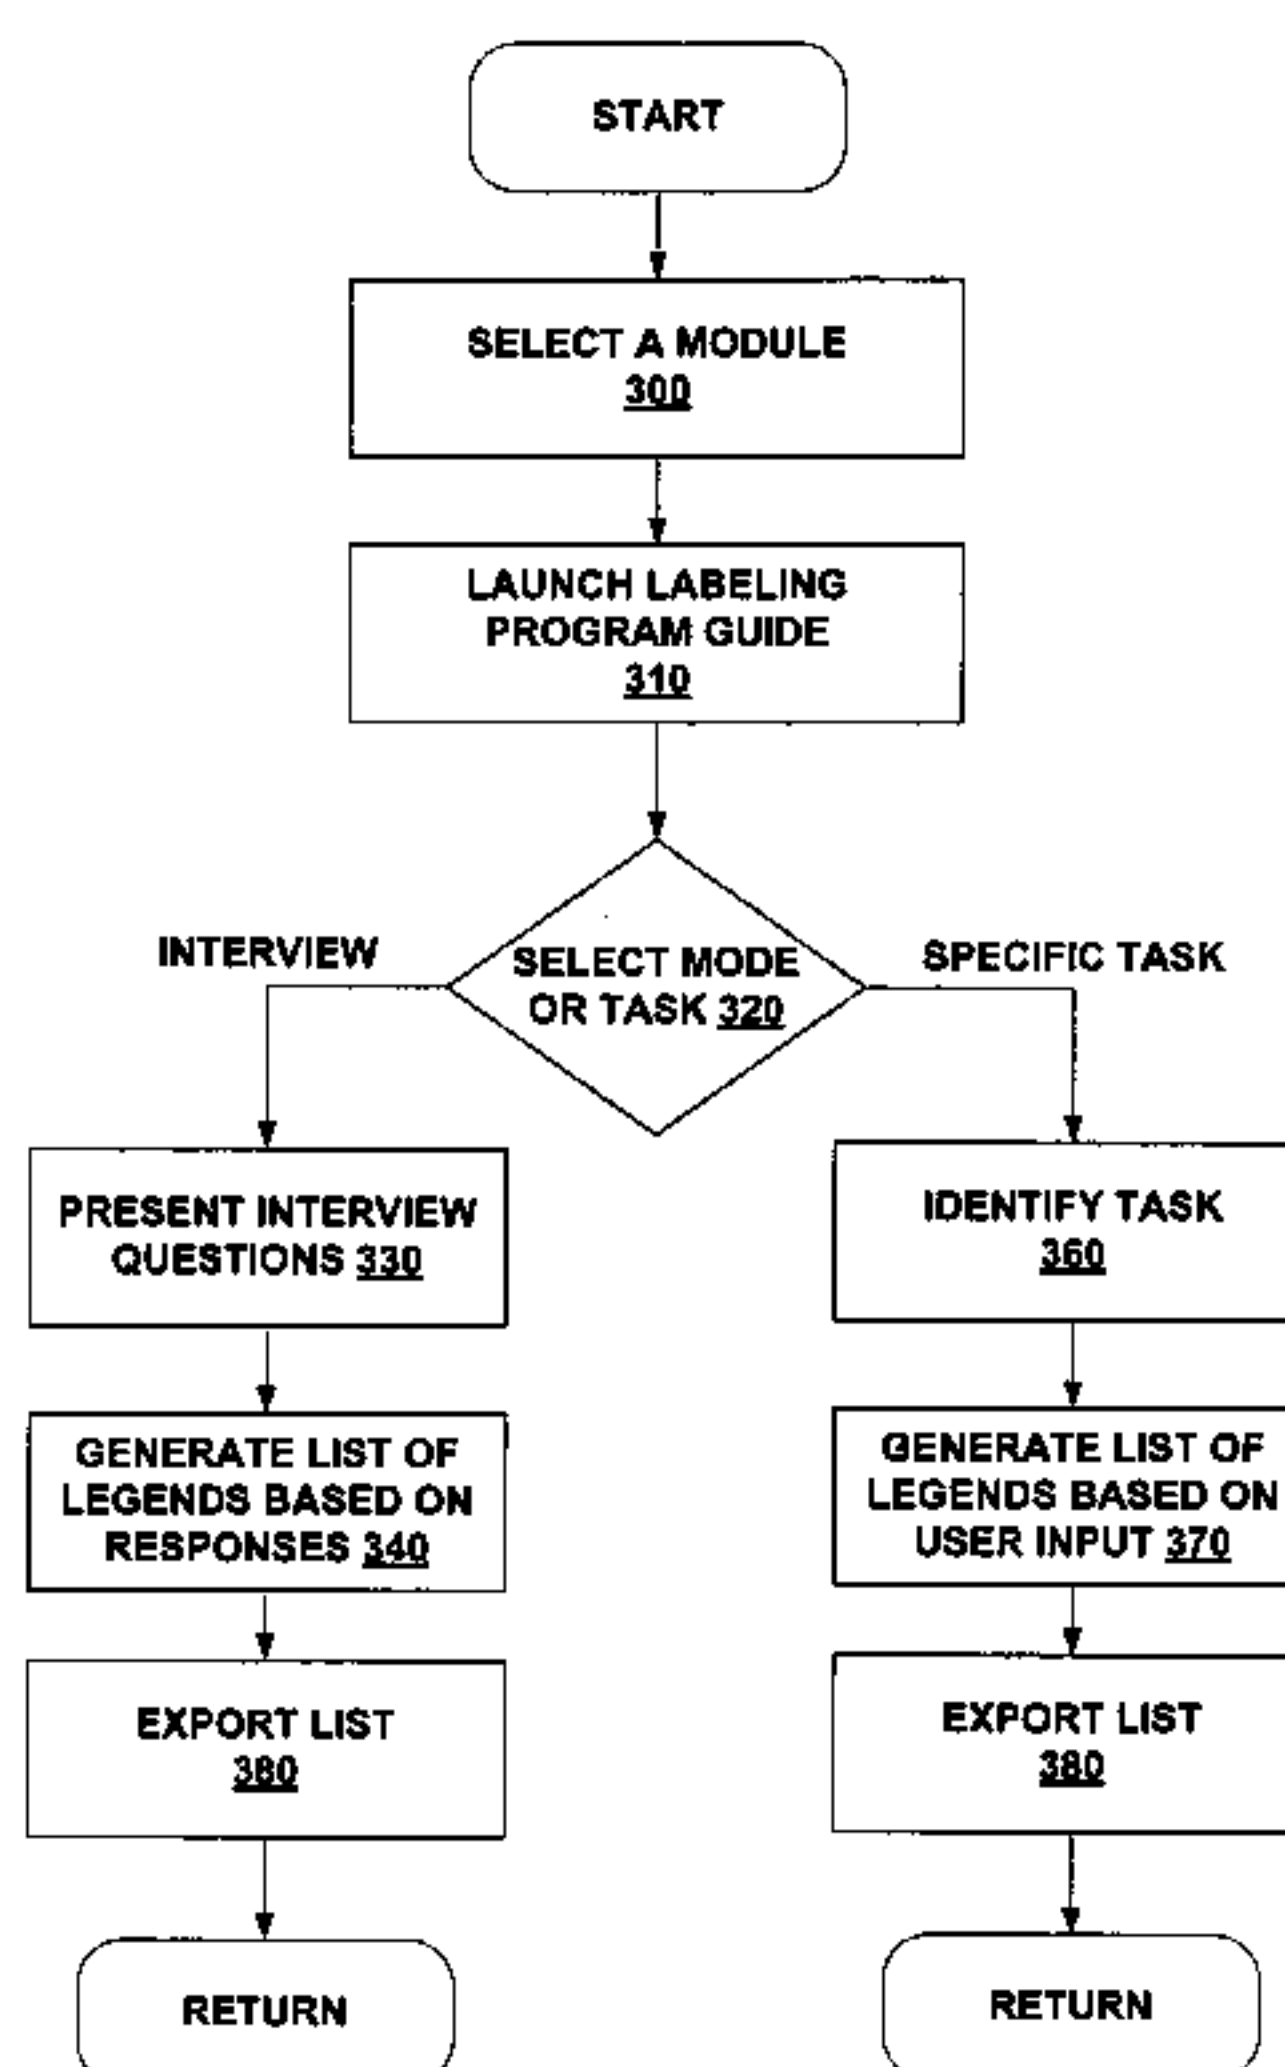 START
SELECT A MODULE
300
LAUNCH LABELING
PROGRAM GUIDE
310
SELECT MODE
OR TASK 320
INTERVIEW
SPECIFIC TASK
PRESENT INTERVIEW
QUESTIONS 330
GENERATE LIST OF
LEGENDS BASED ON
RESPONSES 340
EXPORT LIST
380
RETURN
IDENTIFY TASK
360
GENERATE LIST OF
LEGENDS BASED ON
USER INPUT 370
EXPORT LIST
380
RETURN